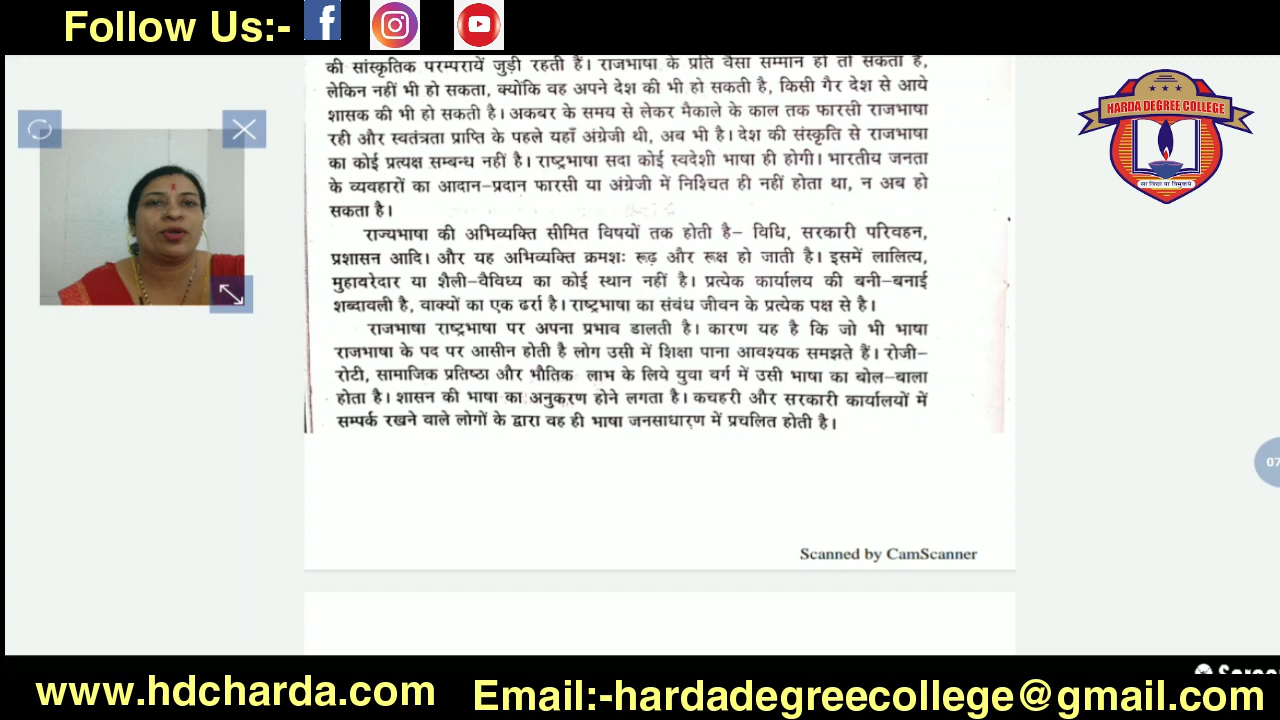 Follow Us:-
की सांस्कृतिक परम्परायें जुड़ी रहती हैं। राजभाषा के प्रति वैसा सम्मान हो तो सकता है,
लेकिन नहीं भी हो सकता, क्योंकि वह अपने देश की भी हो सकती है, किसी गैर देश से आये
शासक की भी हो सकती है। अकबर के समय से लेकर मैकाले के काल तक फारसी राजभाषा
रही और स्वतंत्रता प्राप्ति के पहले यहाँ अंग्रेजी थी, अब भी है। देश की संस्कृति से राजभाषा
का कोई प्रत्यक्ष सम्बन्ध नहीं है। राष्ट्रभाषा सदा कोई स्वदेशी भाषा ही होगी। भारतीय जनता
के व्यवहारों का आदान-प्रदान फारसी या अंग्रेजी में निश्चित ही नहीं होता था, न अब हो
सकता है।
राज्यभाषा की अभिव्यक्ति सीमित विषयों तक होती है- विधि, सरकारी परिवहन,
प्रशासन आदि। और यह अभिव्यक्ति क्रमशः रूढ़ और रूक्ष हो जाती है। इसमें लालित्य,
मुहावरेदार या शैली-वैविध्य का कोई स्थान नहीं है। प्रत्येक कार्यालय की बनी-बनाई
शब्दावली है, वाक्यों का एक ढर्रा है। राष्ट्रभाषा का संबंध जीवन के प्रत्येक पक्ष से है।
राजभाषा राष्ट्रभाषा पर अपना प्रभाव डालती है। कारण यह है कि जो भी भाषा
राजभाषा के पद पर आसीन होती है लोग उसी में शिक्षा पाना आवश्यक समझते हैं। रोजी-
रोटी, सामाजिक प्रतिष्ठा और भौतिक लाभ के लिये युवा वर्ग में उसी भाषा का बोल-बाला
होता है। शासन की भाषा का अनुकरण होने लगता है। कचहरी और सरकारी कार्यालयों में
सम्पर्क रखने वाले लोगों के द्वारा वह ही भाषा जनसाधारण में प्रचलित होती है।
Scanned by CamScanner
HARDA DEGREE COLLEGE
सा विद्या या विमुक्तये
07
www.hdcharda.com
Email:-hardadegreecollege@gmail.com